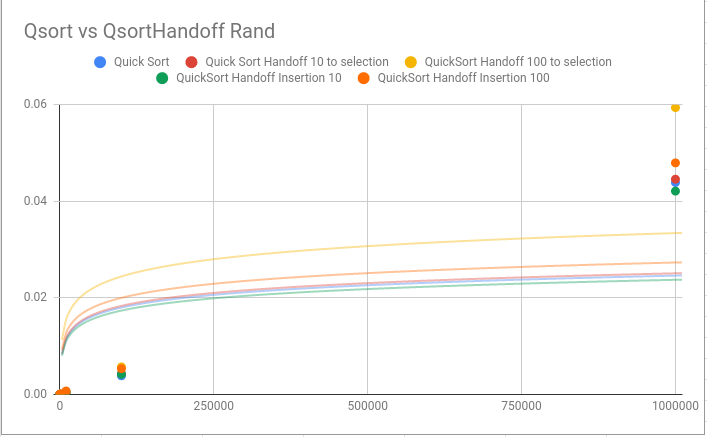 Qsort vs QsortHandoff Rand
Quick Sort Quick Sort Handoff 10 to selection QuickSort Handoff 100 to selection
QuickSort Handoff Insertion 10 QuickSort Handoff Insertion 100
0.06
0.04
0.02
0.00
0 250000 500000 750000 1000000